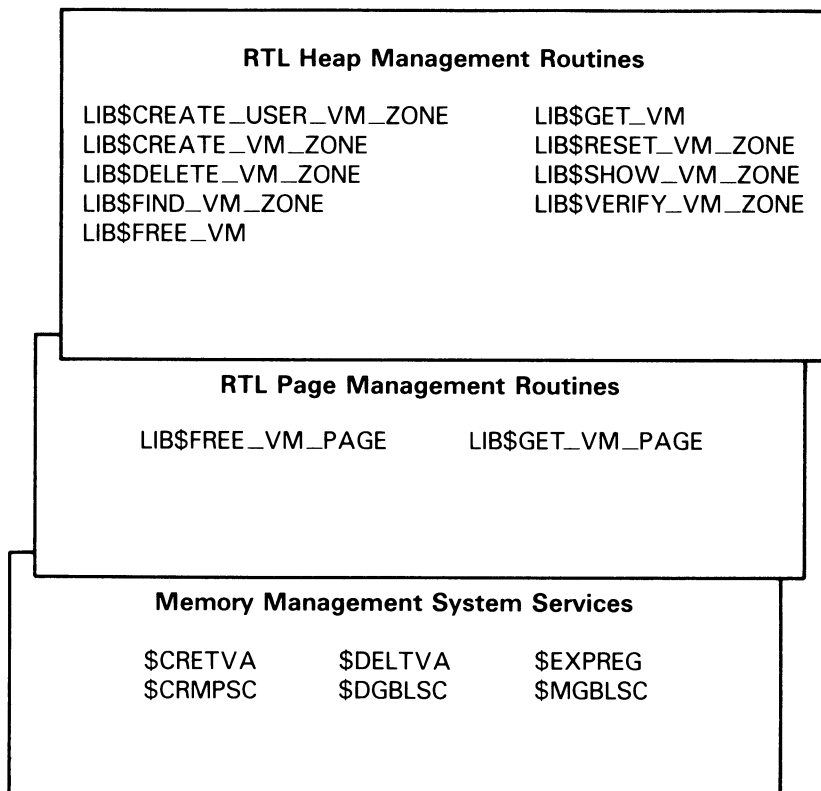 RTL Heap Management Routines
LIB$CREATE_USER_VM_ZONE LIB$GET_VM
LIB$CREATE_VM_ZONE LIB$RESET_VM_ZONE
LIB$DELETE_VM_ZONE LIB$SHOW_VM_ZONE
LIB$FIND_VM_ZONE LIB$VERIFY_VM_ZONE
LIB$FREE_VM
RTL Page Management Routines
LIB$FREE_VM_PAGE LIB$GET_VM_PAGE
Memory Management System Services
$CRETVA $DELTVA $EXPREG
$CRMPSC $DGBLSC $MGBLSC